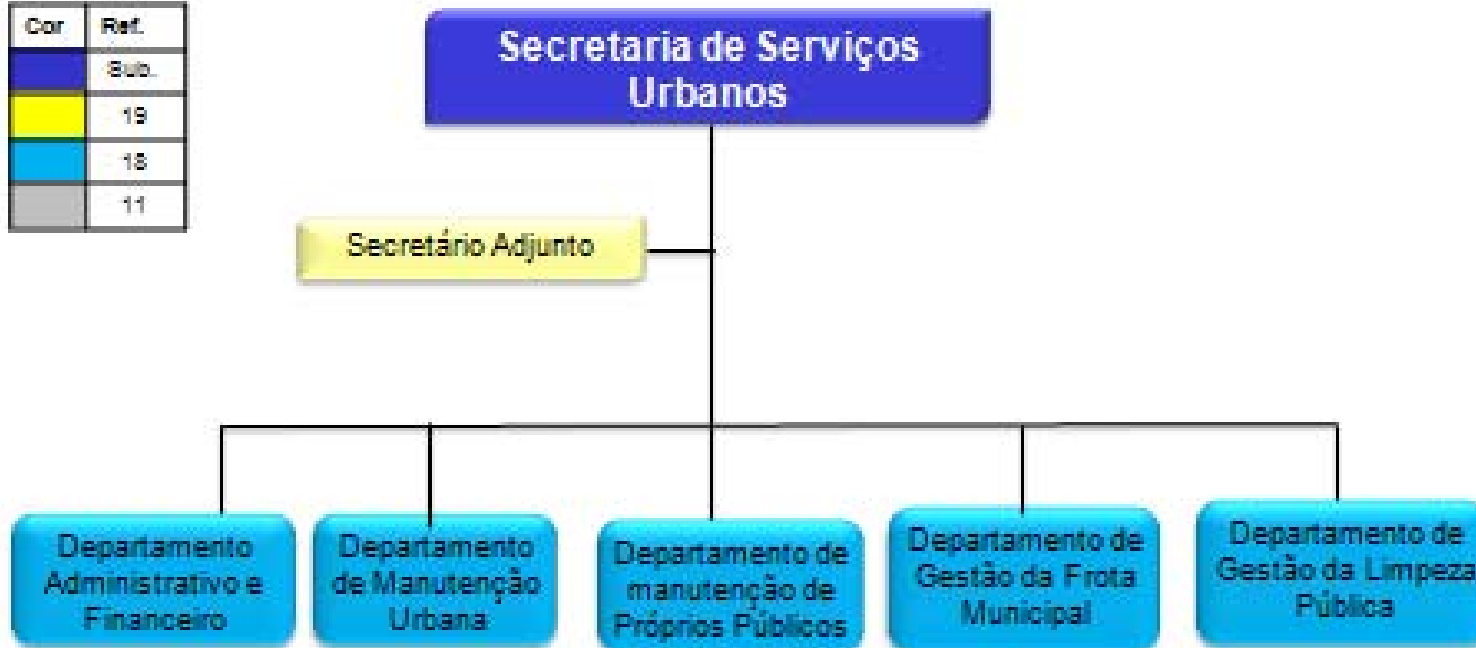 Cor Ref.
Sub.
19
18
11
Secretaria de Serviços
Urbanos
Secretário Adjunto
Departamento
Administrativo e
Financeiro
Departamento
de Manutenção
Urbana
Departamento de
manutenção de
Próprios Públicos
Departamento de
Gestão da Frota
Municipal
Departamento de
Gestão da Limpeza
Pública